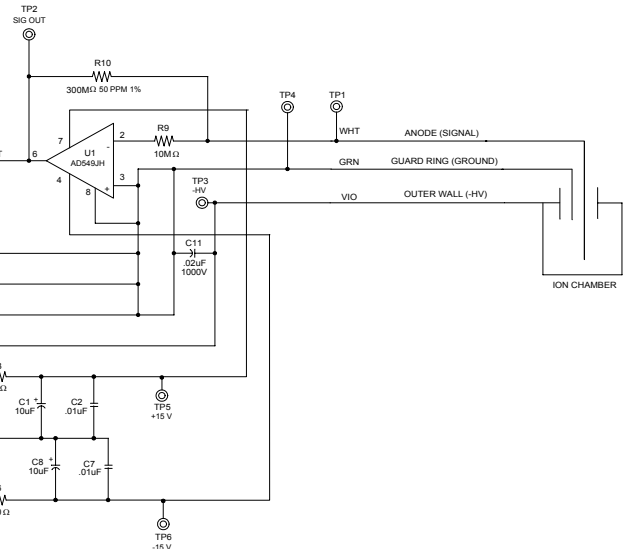 TP2
SIG OUT
R10
300MΩ 50 PPM 1%
TP4
TP1
7
2
R9
WHT
ANODE (SIGNAL)
U1
-
6
AD549JH
10MΩ
GRN
GUARD RING (GROUND)
4
3
TP3
-HV
8
+
VIO
OUTER WALL (-HV)
C11
.02uF
1000V
ION CHAMBER
Ω
C1
+
10uF
C2
.01uF
TP5
+15 V
C8
+
10uF
C7
.01uF
Ω
TP6
-15 V